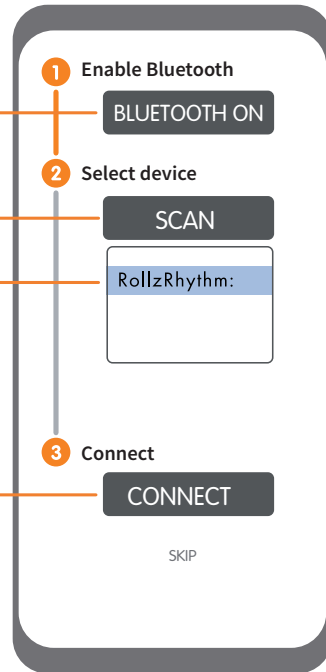 1 Enable Bluetooth
BLUETOOTH ON
2 Select device
SCAN
RollzRhythm:
3 Connect
CONNECT
SKIP